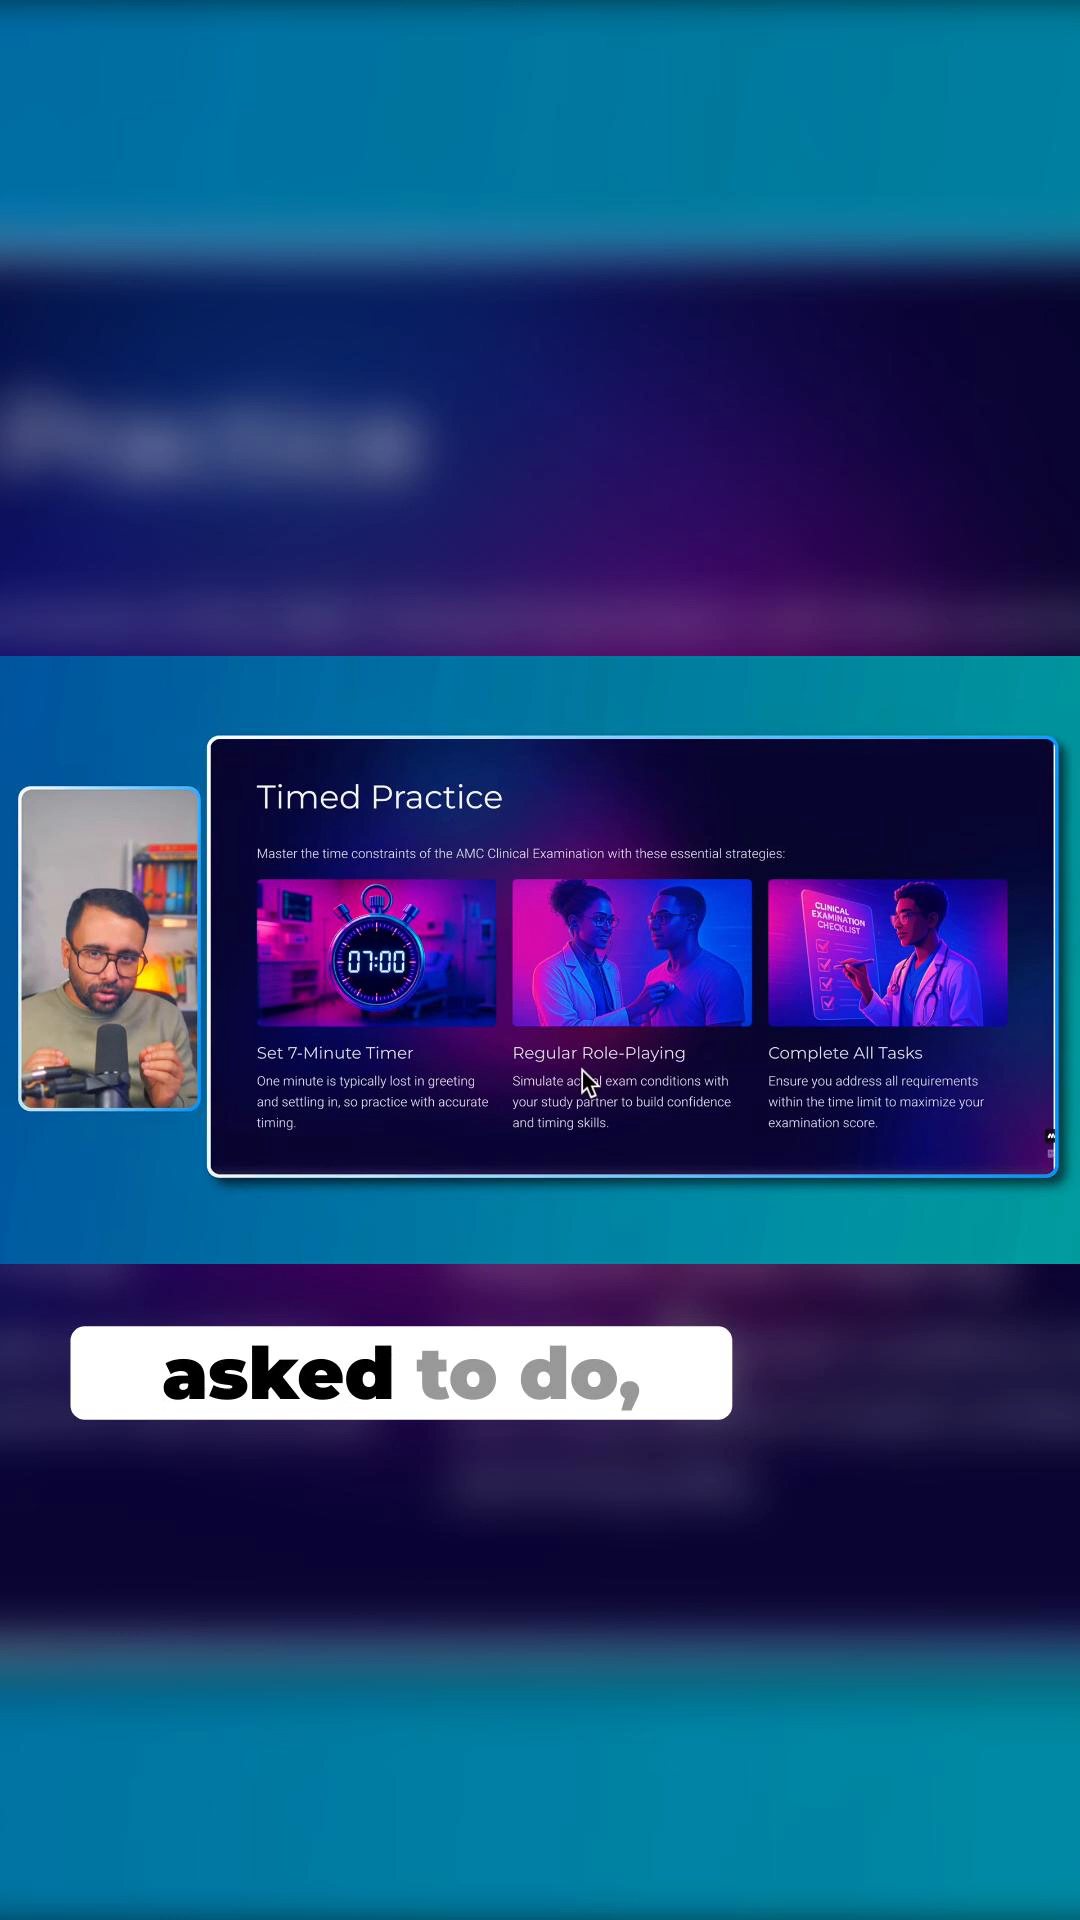 Practice
Timed Practice
Master the time constraints of the AMC Clinical Examination with these essential strategies:
07:00
CLINICAL
EXAMINATION
CHECKLIST
Set 7-Minute Timer
One minute is typically lost in greeting
and settling in, so practice with accurate
timing.
Regular Role-Playing
Simulate actual exam conditions with
your study partner to build confidence
and timing skills.
Complete All Tasks
Ensure you address all requirements
within the time limit to maximize your
examination score.
asked to do,